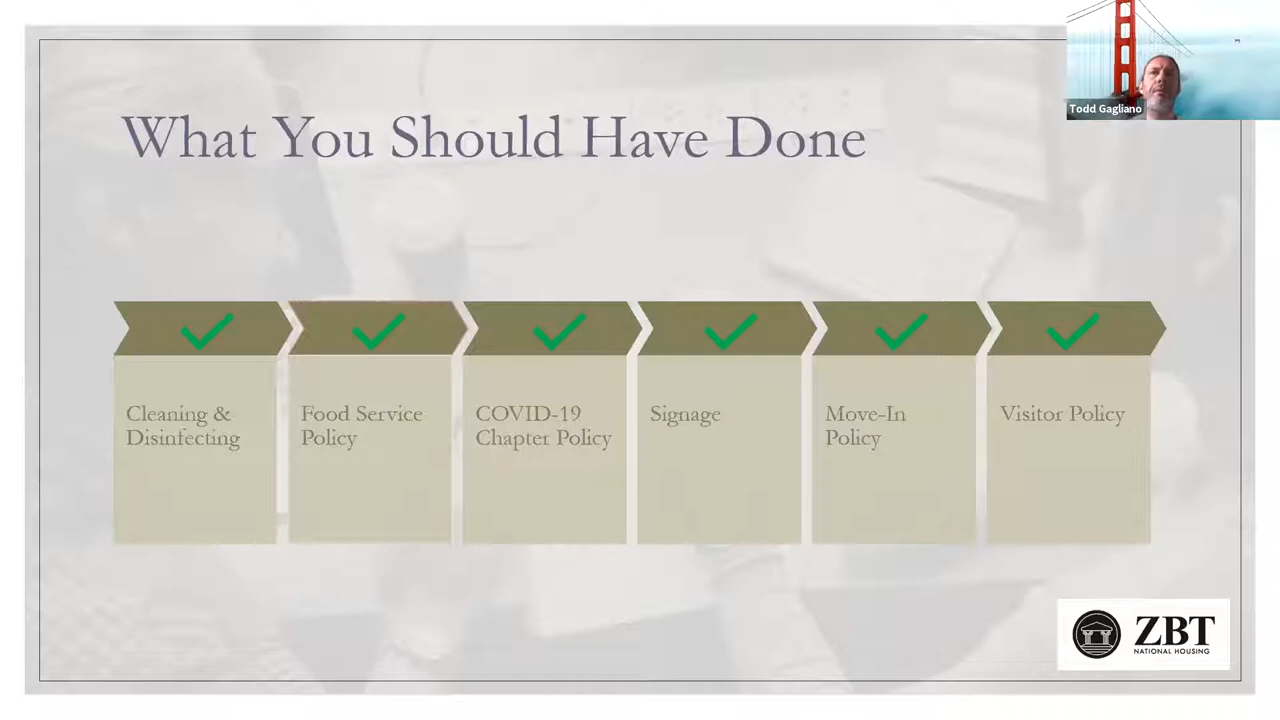 Todd Gagliano
What You Should Have Done
Cleaning &
Disinfecting
Food Service
Policy
COVID-19
Chapter Policy
Signage
Move-In
Policy
Visitor Policy
ZBT
NATIONAL HOUSING